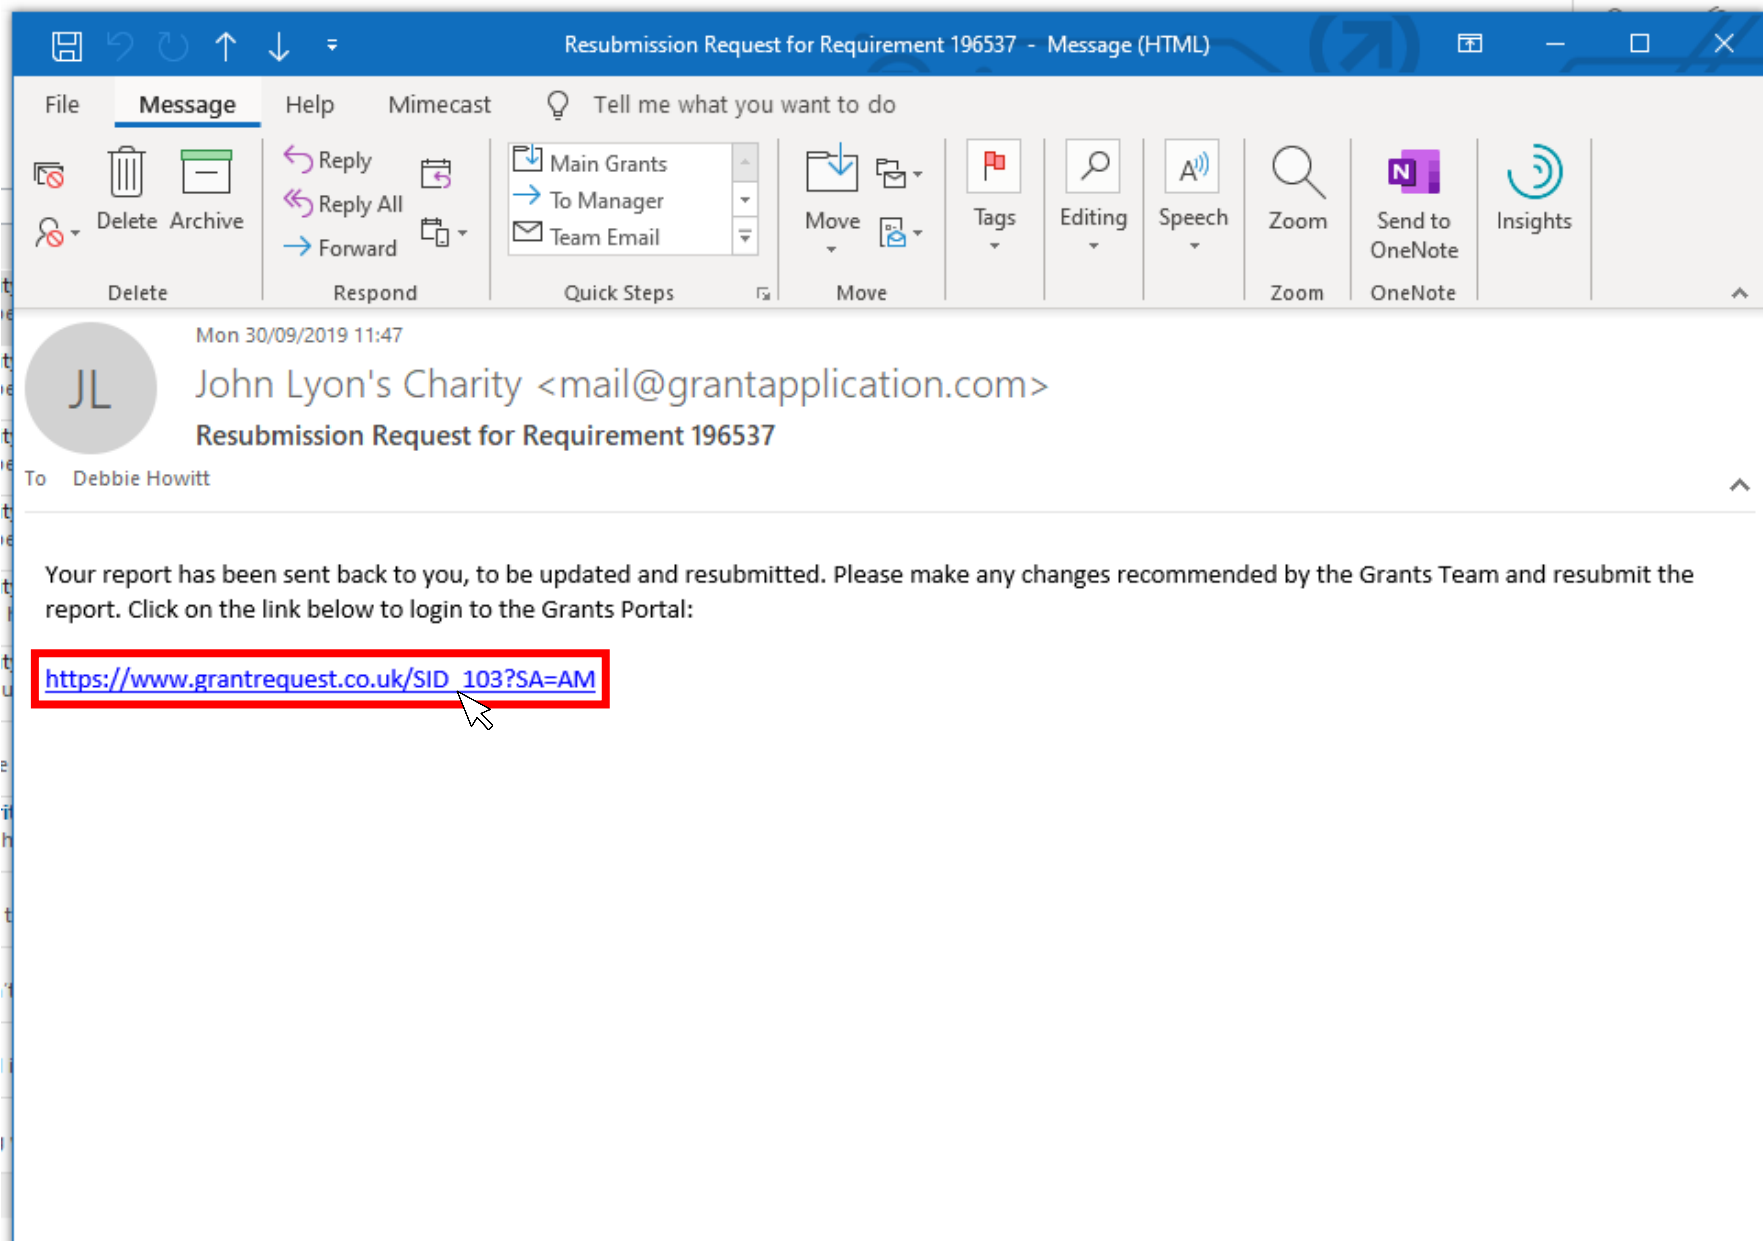 Resubmission Request for Requirement 196537 - Message (HTML)
File Message Help Mimecast Tell me what you want to do
Delete Archive
Reply
Reply All
Forward
Main Grants
To Manager
Team Email
Move
Tags
Editing
Speech
Zoom
Send to
OneNote
Insights
Delete Respond Quick Steps Move Zoom OneNote
Mon 30/09/2019 11:47
JL
John Lyon's Charity <mail@grantapplication.com>
Resubmission Request for Requirement 196537
To Debbie Howitt
Your report has been sent back to you, to be updated and resubmitted. Please make any changes recommended by the Grants Team and resubmit the
report. Click on the link below to login to the Grants Portal:
https://www.grantrequest.co.uk/SID_103?SA=AM